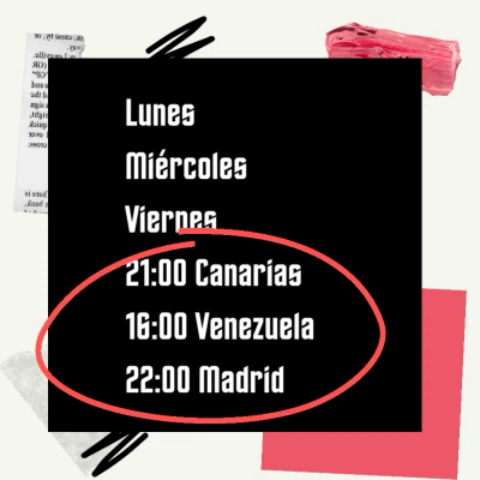 Lunes
Miércoles
Viernes
21:00 Canarias
16:00 Venezuela
22:00 Madrid